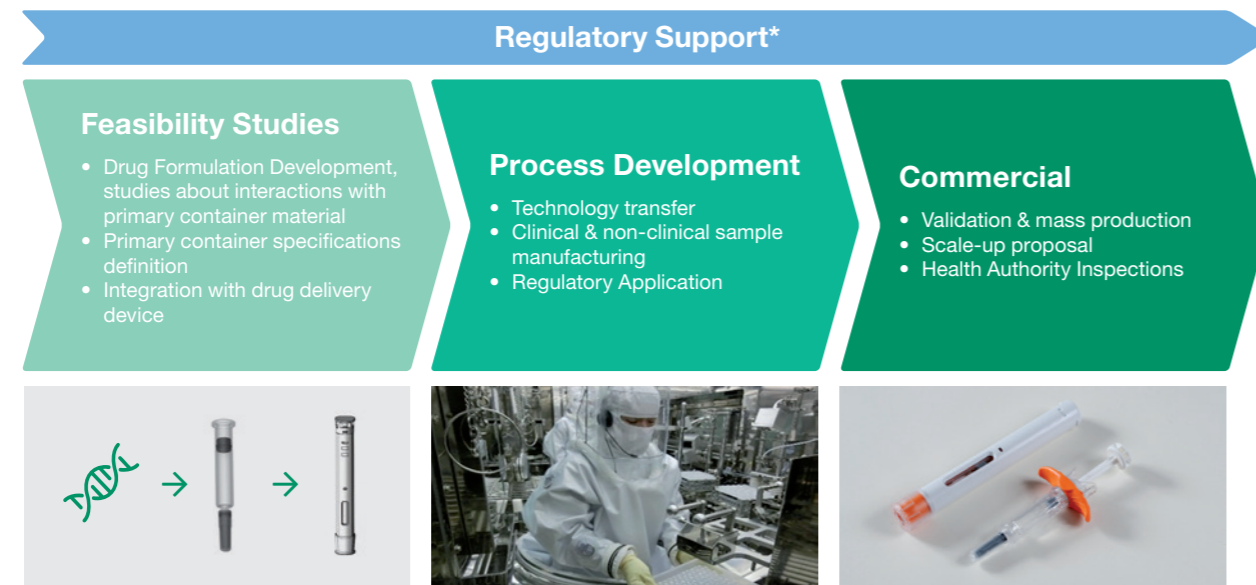 Regulatory Support*
Feasibility Studies
• Drug Formulation Development,
studies about interactions with
primary container material
• Primary container specifications
definition
• Integration with drug delivery
device
Process Development
• Technology transfer
• Clinical & non-clinical sample
manufacturing
• Regulatory Application
Commercial
• Validation & mass production
• Scale-up proposal
• Health Authority Inspections